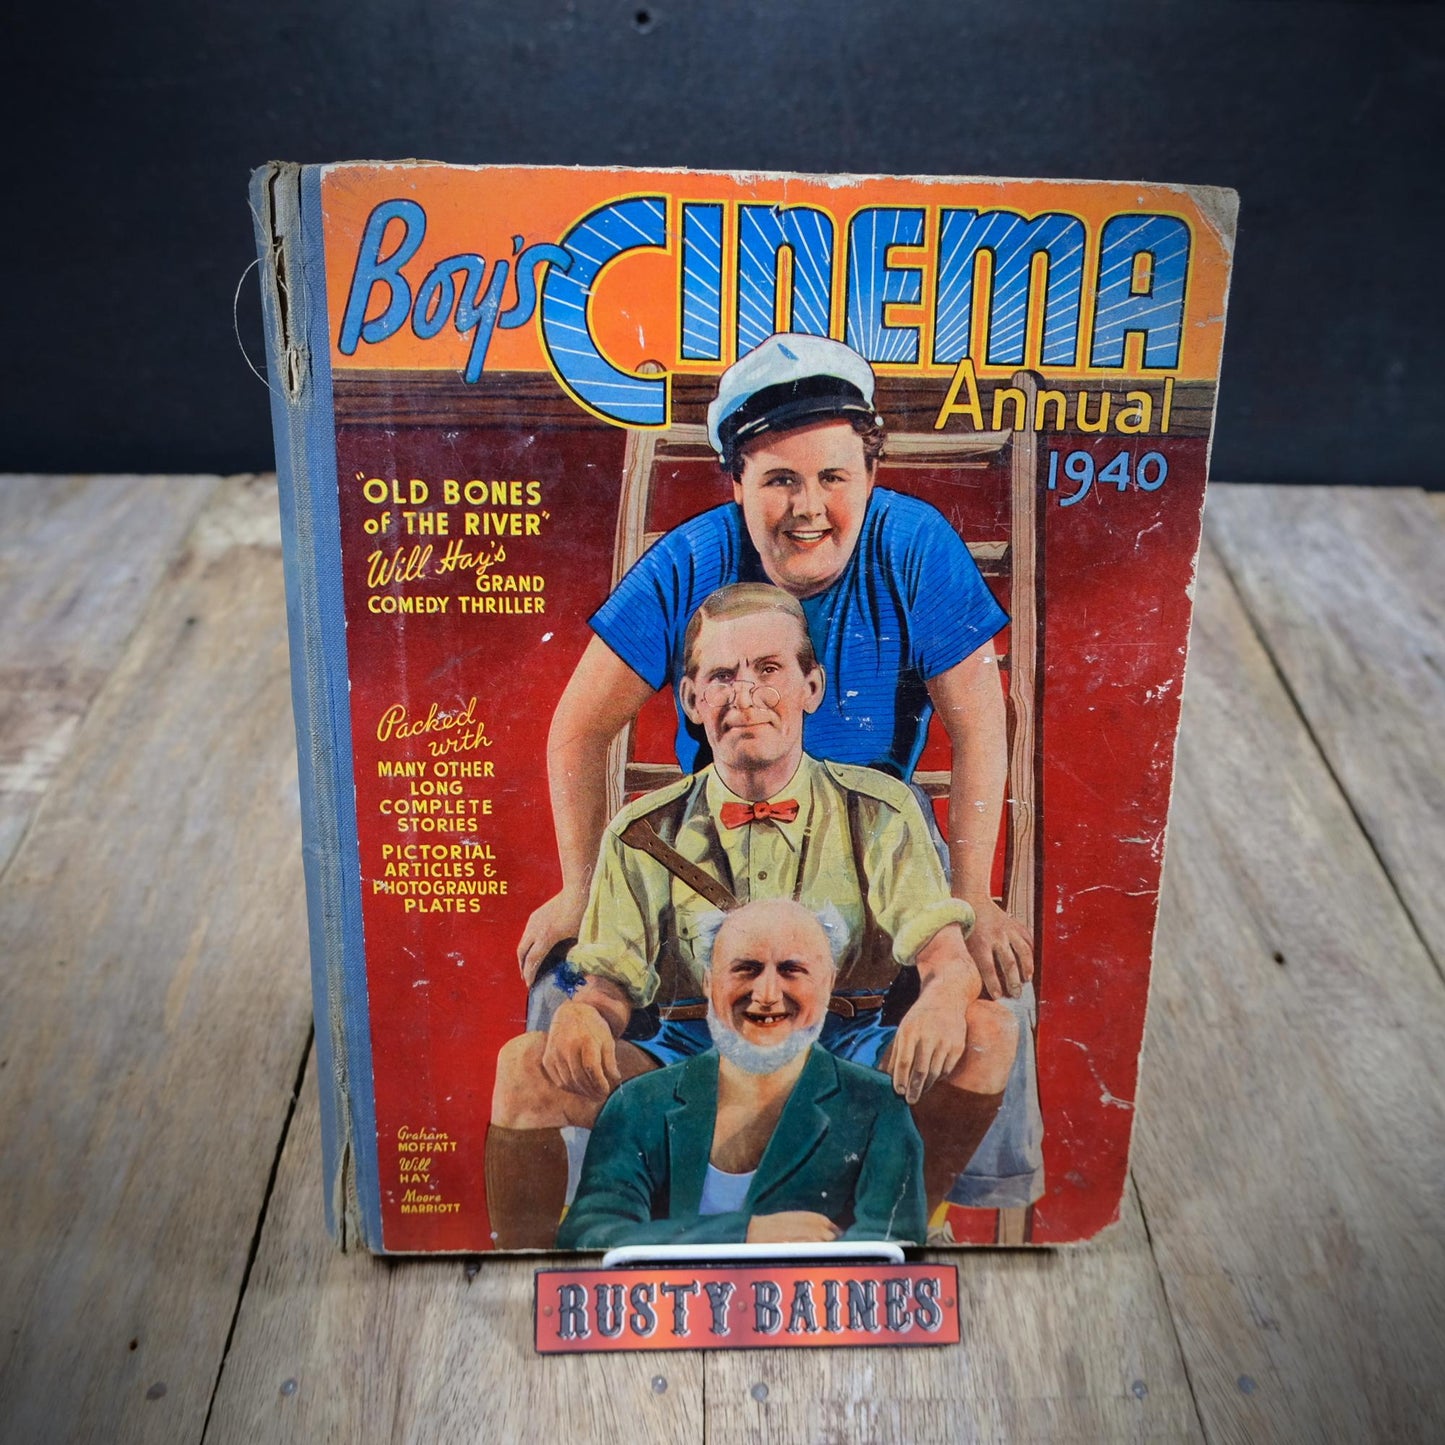 Boy's CINEMA
Annual
1940
"OLD BONES
of THE RIVER"
Will Hay's
GRAND
COMEDY THRILLER
Packed
with
MANY OTHER
LONG
COMPLETE
STORIES
PICTORIAL
ARTICLES &
PHOTOGRAVURE
PLATES
Graham
MOFFATT
Will
HAY
Moore
MARRIOTT
RUSTY BAINES